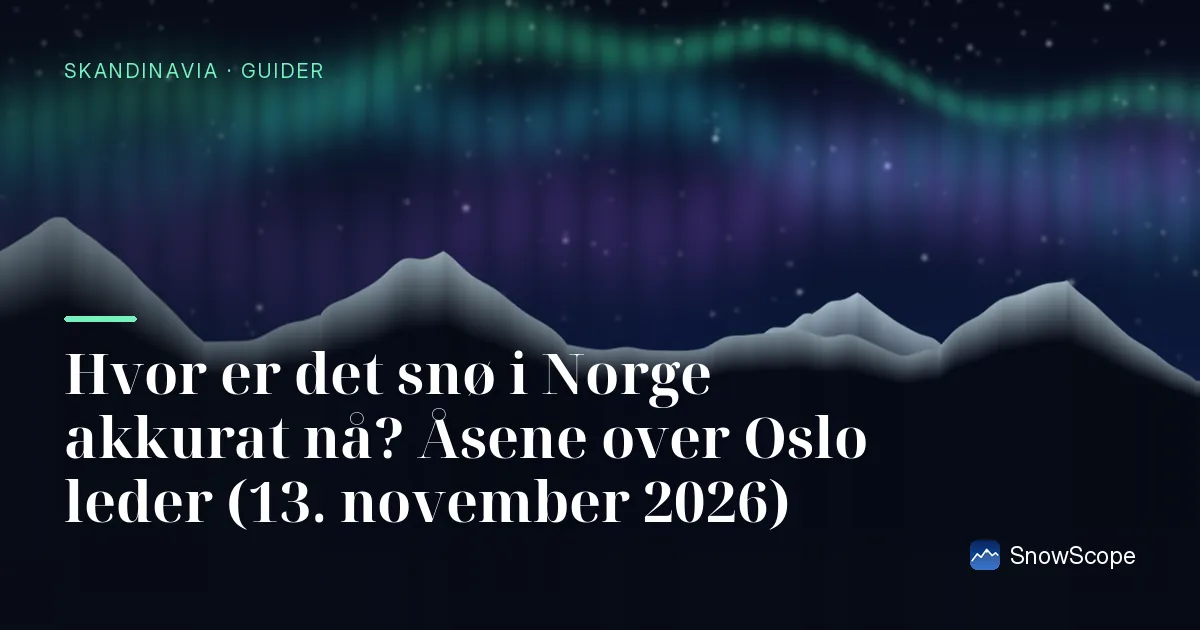 SKANDINAVIA · GUIDER
Hvor er det snø i Norge
akkurat nå? Åsene over Oslo
leder (13. november 2026)
SnowScope